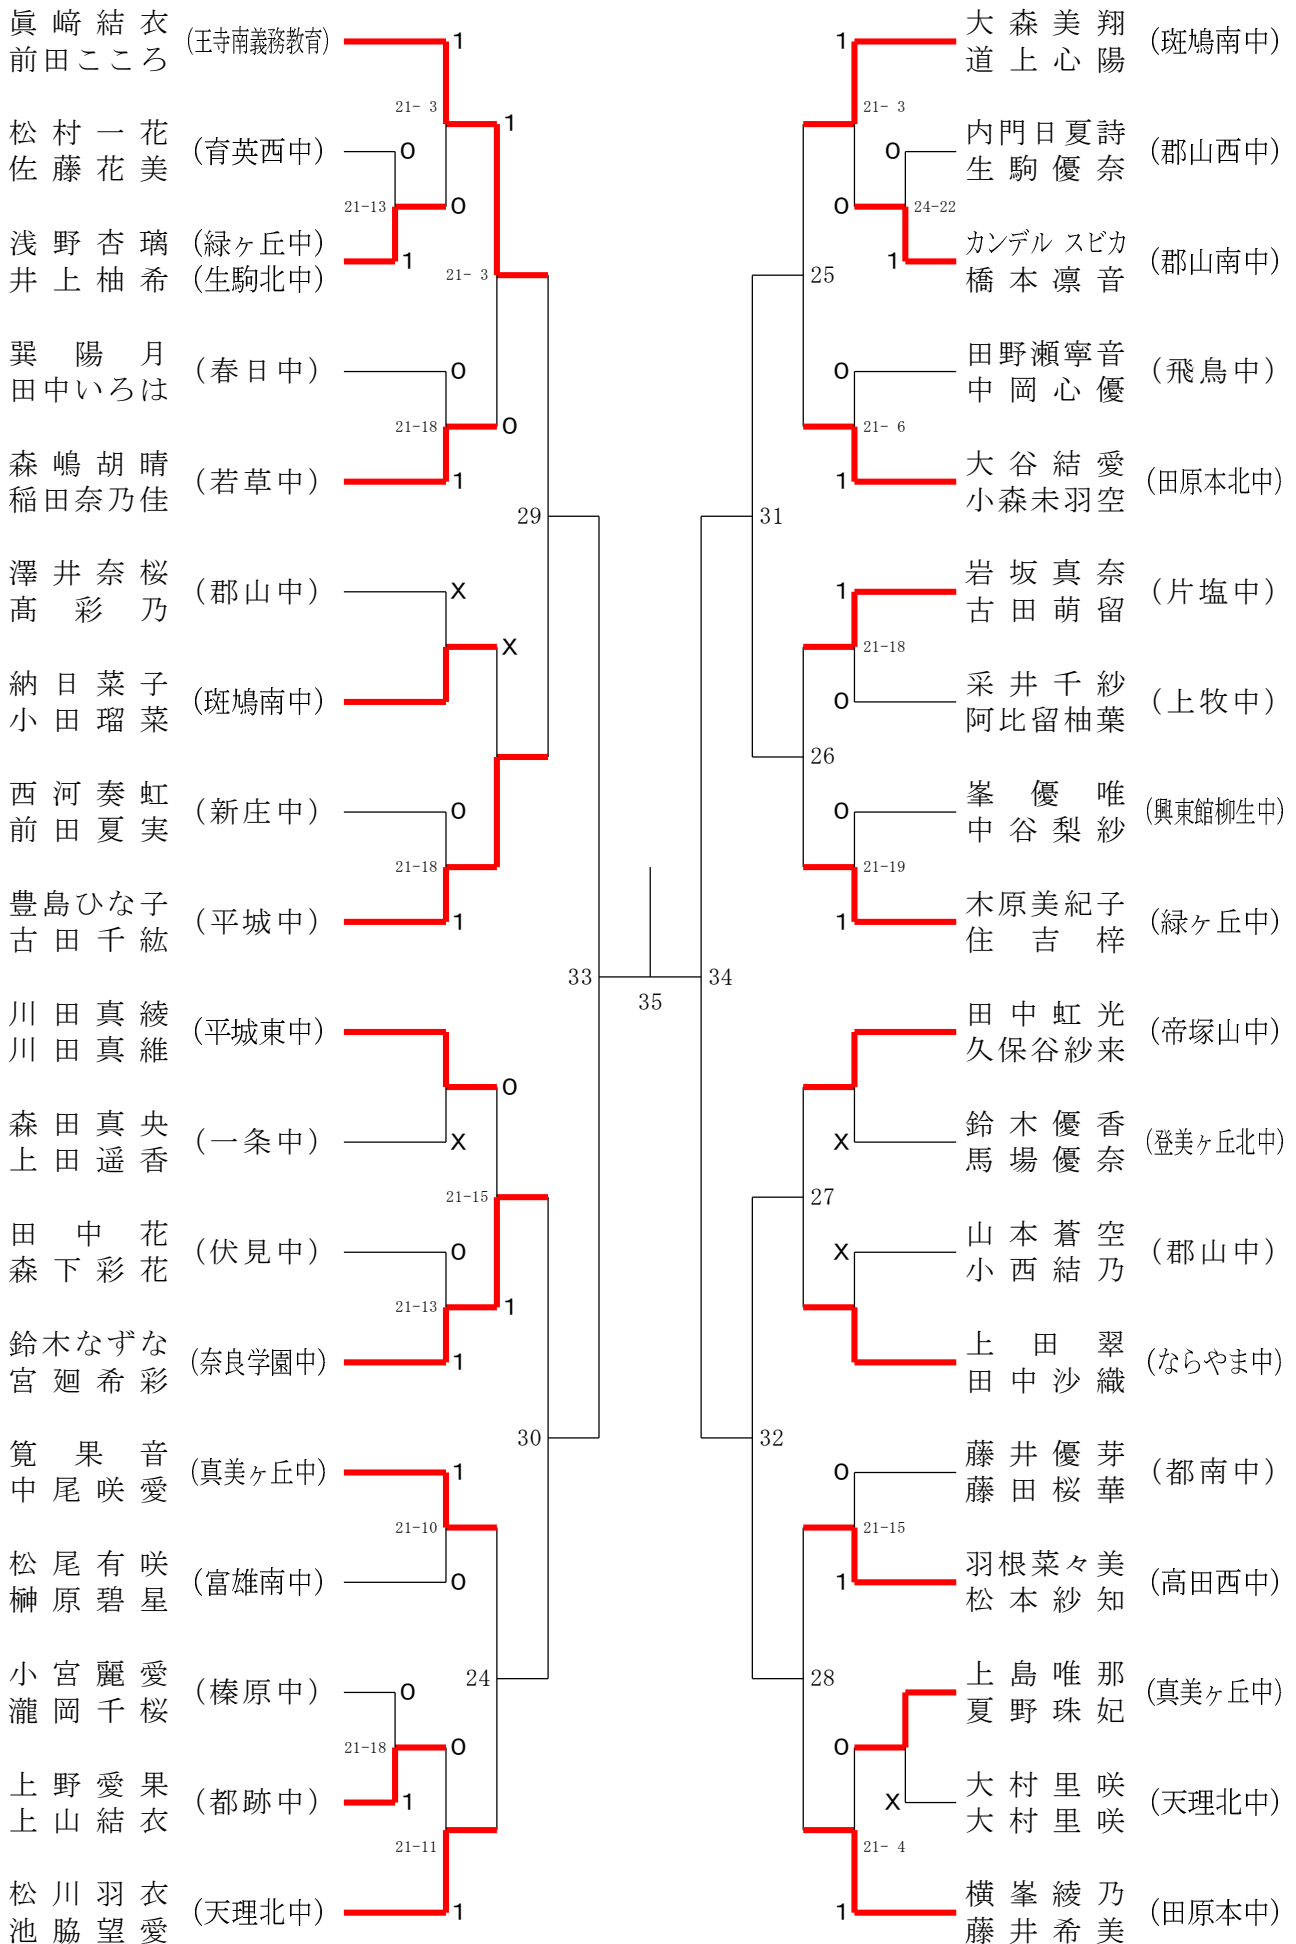 眞﨑結衣
前田こころ
(王寺南義務教育)
1
21- 3
1
松村一花
佐藤花美
(育英西中)
0
21-13
0
浅野杏璃
井上柚希
(緑ヶ丘中)
(生駒北中)
1
21- 3
巽陽月
田中いろは
(春日中)
0
21-18
0
森嶋胡晴
稲田奈乃佳
(若草中)
1
29
澤井奈桜
髙彩乃
(郡山中)
X
X
納日菜子
小田瑠菜
(斑鳩南中)
西河奏虹
前田夏実
(新庄中)
0
21-18
豊島ひな子
古田千紘
(平城中)
1
33
35
34
川田真綾
川田真維
(平城東中)
0
森田真央
上田遥香
(一条中)
X
21-15
田中花
森下彩花
(伏見中)
0
21-13
1
鈴木なずな
宮廻希彩
(奈良学園中)
1
30
筧果音
中尾咲愛
(真美ヶ丘中)
1
21-10
松尾有咲
榊原碧星
(富雄南中)
0
24
小宮麗愛
瀧岡千桜
(榛原中)
0
21-18
0
上野愛果
上山結衣
(都跡中)
1
21-11
松川羽衣
池脇望愛
(天理北中)
1
1
大森美翔
道上心陽
(斑鳩南中)
21- 3
0
内門日夏詩
生駒優奈
(郡山西中)
0
24-22
1
カンデル スビカ
橋本凛音
(郡山南中)
25
0
田野瀬寧音
中岡心優
(飛鳥中)
21- 6
1
大谷結愛
小森未羽空
(田原本北中)
31
1
岩坂真奈
古田萌留
(片塩中)
21-18
0
采井千紗
阿比留柚葉
(上牧中)
26
0
峯優唯
中谷梨紗
(興東館柳生中)
21-19
1
木原美紀子
住吉梓
(緑ヶ丘中)
田中虹光
久保谷紗来
(帝塚山中)
X
鈴木優香
馬場優奈
(登美ヶ丘北中)
27
X
山本蒼空
小西結乃
(郡山中)
上田翠
田中沙織
(ならやま中)
32
0
藤井優芽
藤田桜華
(都南中)
21-15
1
羽根菜々美
松本紗知
(高田西中)
28
上島唯那
夏野珠妃
(真美ヶ丘中)
0
X
大村里咲
大村里咲
(天理北中)
21- 4
1
横峯綾乃
藤井希美
(田原本中)